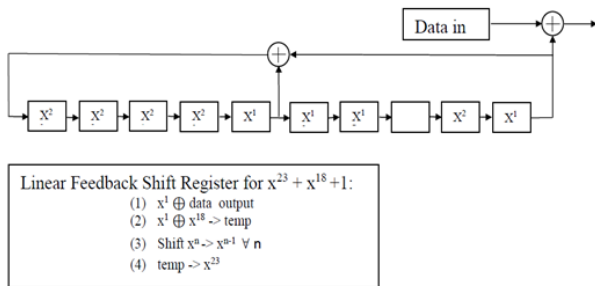 Data in
X² X² X² X² X¹ X¹ X¹ X² X¹
Linear Feedback Shift Register for x²³ + x¹⁸ +1:
(1) x¹ ⊕ data output
(2) x¹ ⊕ x¹⁸ -> temp
(3) Shift xⁿ -> xⁿ⁻¹ ∀ n
(4) temp -> x²³